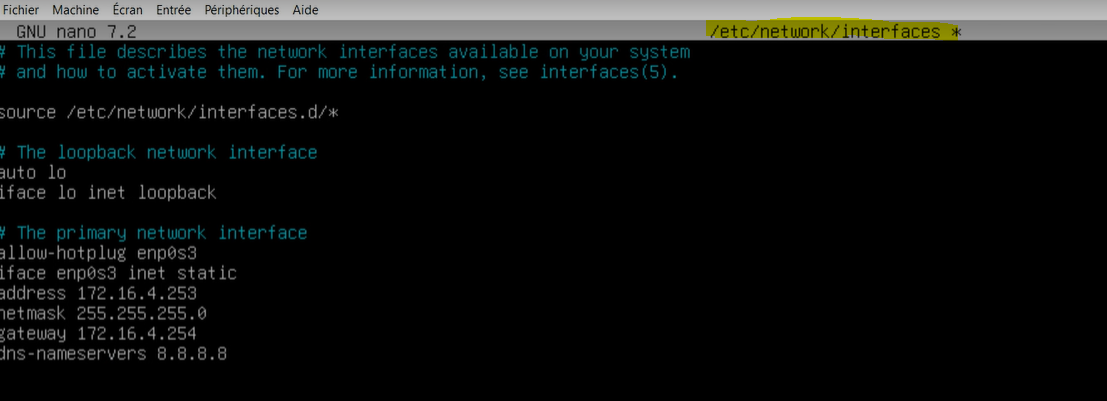 Fichier Machine Écran Entrée Périphériques Aide
GNU nano 7.2 /etc/network/interfaces *
# This file describes the network interfaces available on your system
# and how to activate them. For more information, see interfaces(5).
source /etc/network/interfaces.d/*
# The loopback network interface
auto lo
iface lo inet loopback
# The primary network interface
allow-hotplug enp0s3
iface enp0s3 inet static
address 172.16.4.253
netmask 255.255.255.0
gateway 172.16.4.254
dns-nameservers 8.8.8.8